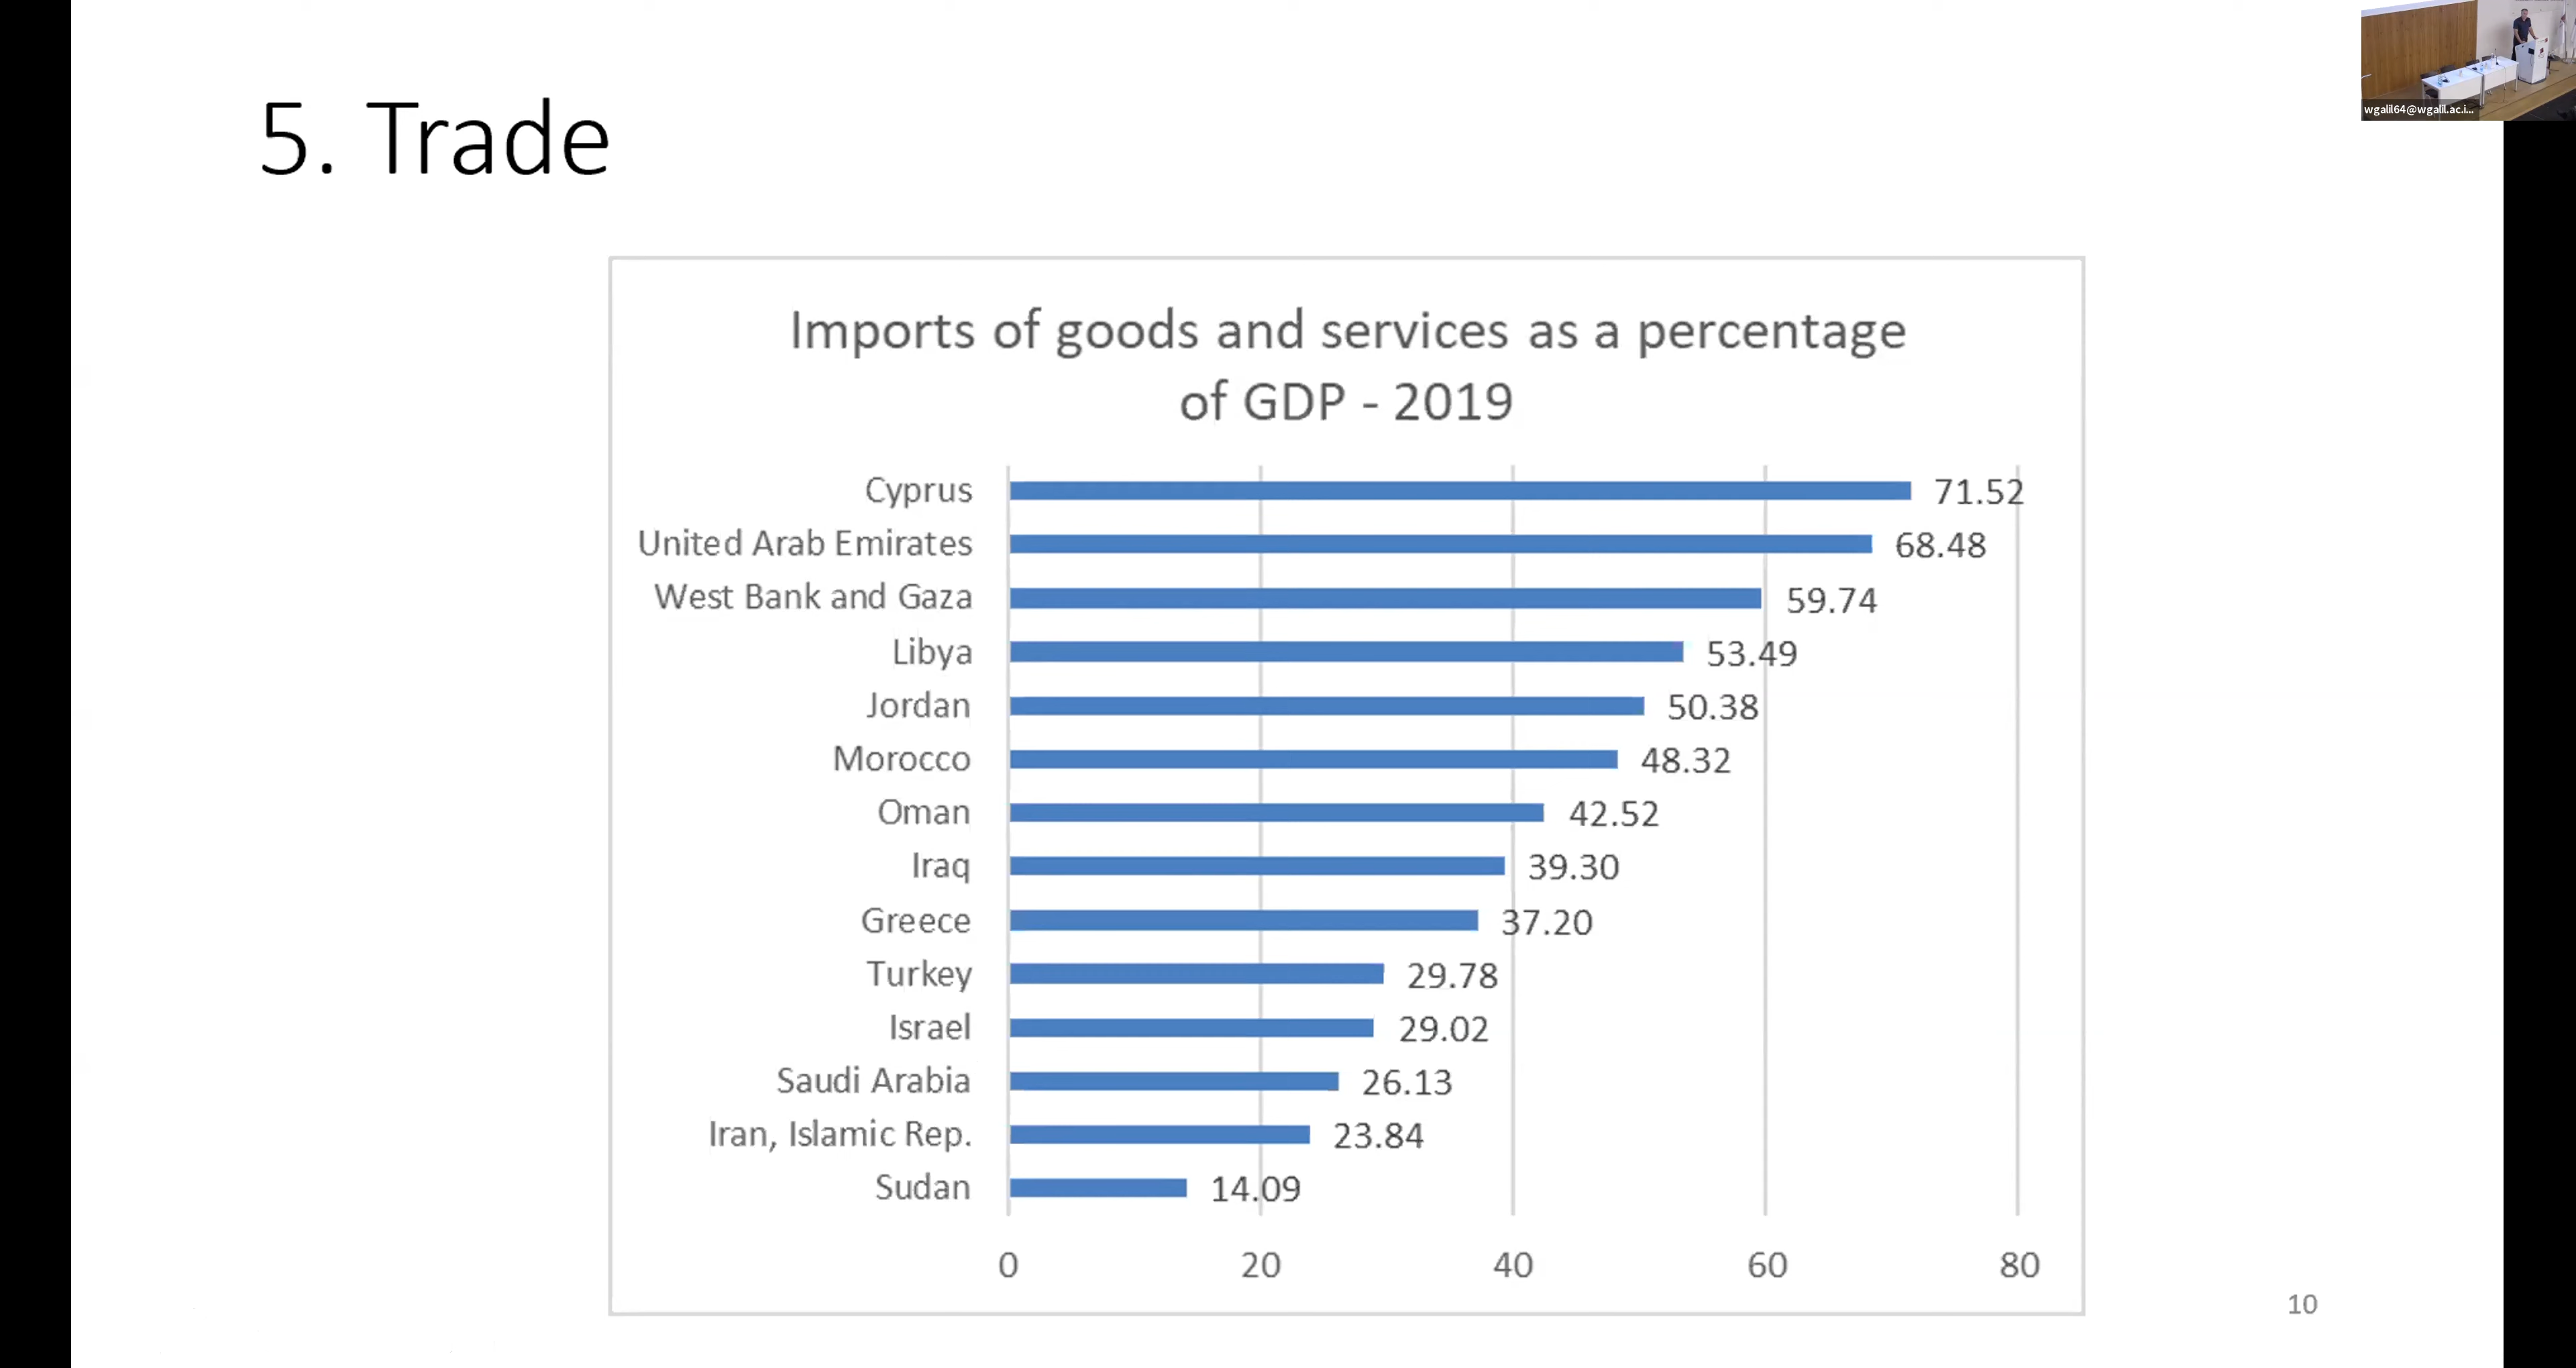 5. Trade
wgalil64@wgalil.ac.i...
Imports of goods and services as a percentage
of GDP - 2019
Cyprus 71.52
United Arab Emirates 68.48
West Bank and Gaza 59.74
Libya 53.49
Jordan 50.38
Morocco 48.32
Oman 42.52
Iraq 39.30
Greece 37.20
Turkey 29.78
Israel 29.02
Saudi Arabia 26.13
Iran, Islamic Rep. 23.84
Sudan 14.09
0 20 40 60 80
10